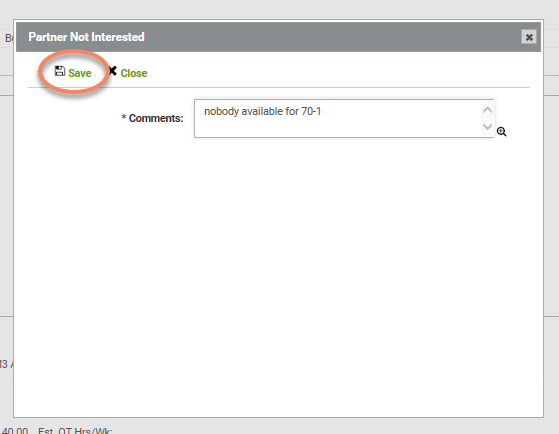 Partner Not Interested
Save Close
* Comments: nobody available for 70-1
40.00 Est. OT Hrs/Wk: